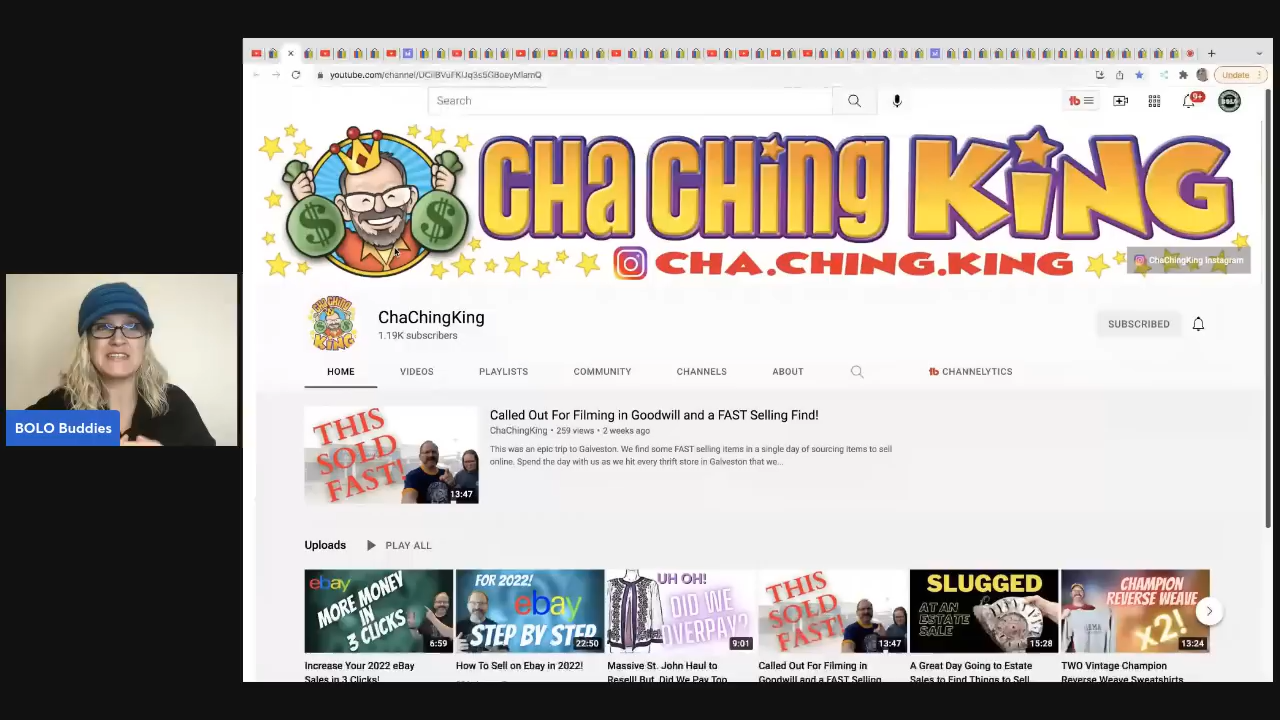 youtube.com/channel/
Update
Search
9+
CHA CHING KING
CHA.CHING.KING
ChaChingKing Instagram
ChaChingKing
1.19K subscribers
SUBSCRIBED
HOME
VIDEOS
PLAYLISTS
COMMUNITY
CHANNELS
ABOUT
CHANNELYTICS
BOLO Buddies
THIS
SOLD
FAST!
13:47
Called Out For Filming in Goodwill and a FAST Selling Find!
ChaChingKing • 259 views • 2 weeks ago
This was an epic trip to Galveston. We find some FAST selling items in a single day of sourcing items to sell
online. Spend the day with us as we hit every thrift store in Galveston that we...
Uploads
PLAY ALL
ebay
MORE MONEY
IN
3 CLICKS
6:59
FOR 2022!
ebay
STEP BY STEP
22:50
UH OH!
DID WE
OVERPAY?
9:01
THIS
SOLD
FAST!
13:47
SLUGGED
AT AN
ESTATE
SALE
15:28
CHAMPION
REVERSE WEAVE
x2!
13:24
Increase Your 2022 eBay
Sales in 3 Clicks!
How To Sell on Ebay in 2022!
Massive St. John Haul to
Resell! But, Did We Pay Top
Called Out For Filming in
Goodwill and a FAST Selling
A Great Day Going to Estate
Sales to Find Things to Sell
TWO Vintage Champion
Reverse Weave Sweatshirts